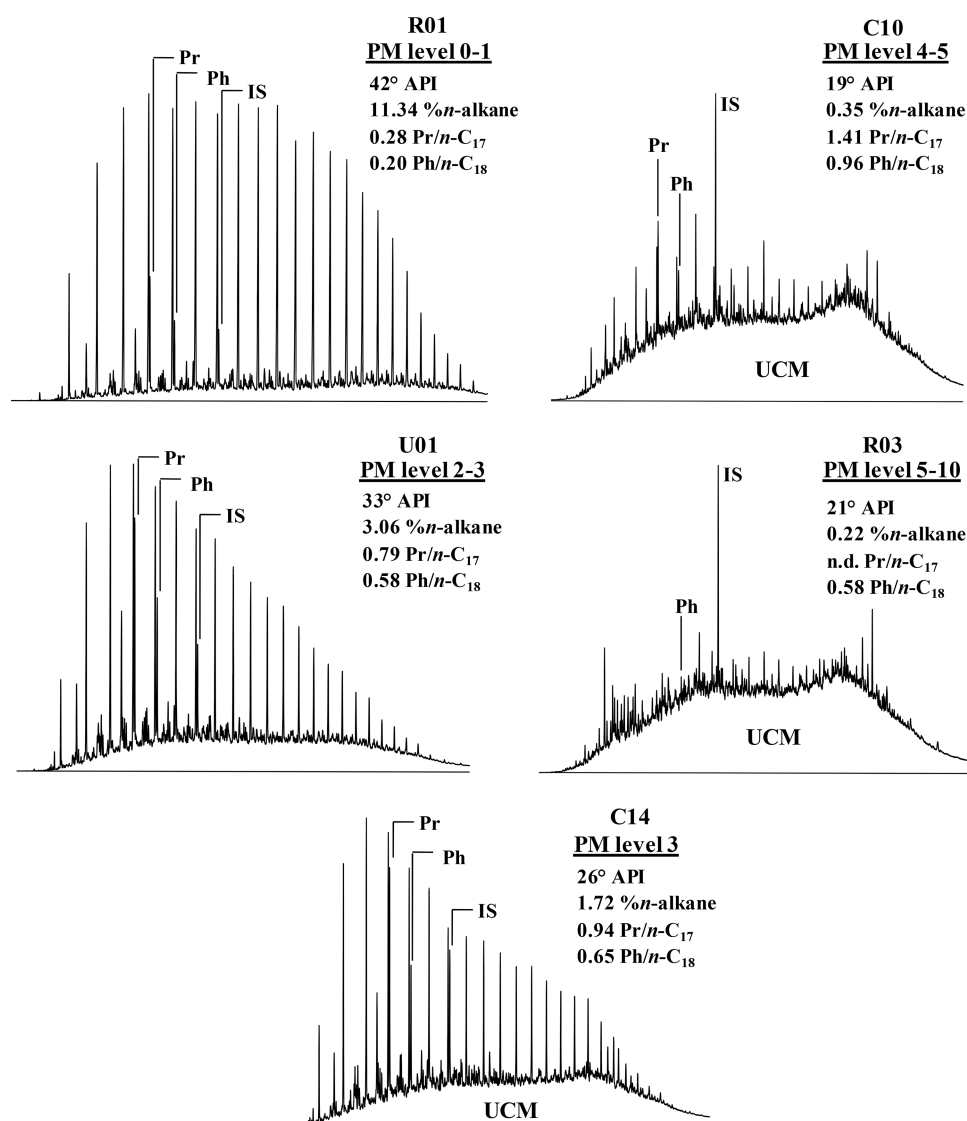 R01
PM level 0-1
42° API
11.34 %n-alkane
0.28 Pr/n-C₁₇
0.20 Ph/n-C₁₈
Pr
Ph
IS
C10
PM level 4-5
19° API
0.35 %n-alkane
1.41 Pr/n-C₁₇
0.96 Ph/n-C₁₈
IS
Pr
Ph
UCM
U01
PM level 2-3
33° API
3.06 %n-alkane
0.79 Pr/n-C₁₇
0.58 Ph/n-C₁₈
Pr
Ph
IS
R03
PM level 5-10
21° API
0.22 %n-alkane
n.d. Pr/n-C₁₇
0.58 Ph/n-C₁₈
IS
Ph
UCM
C14
PM level 3
26° API
1.72 %n-alkane
0.94 Pr/n-C₁₇
0.65 Ph/n-C₁₈
Pr
Ph
IS
UCM